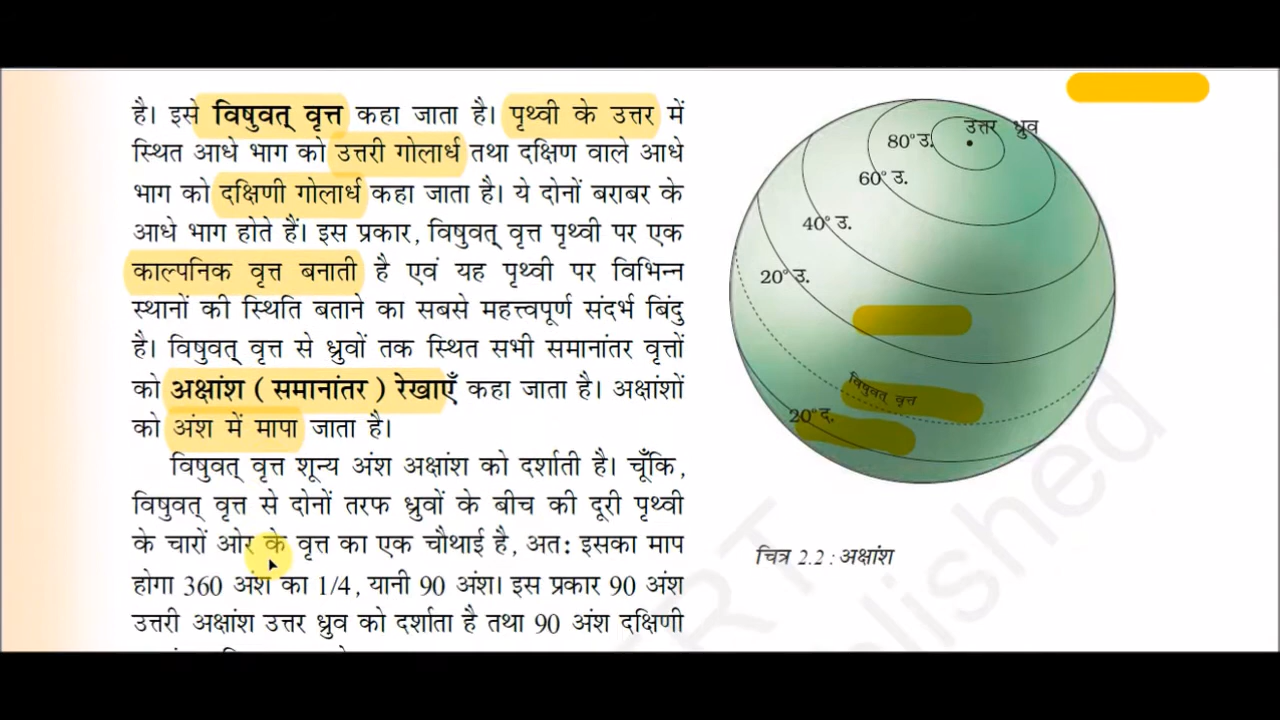 है। इसे विषुवत् वृत्त कहा जाता है। पृथ्वी के उत्तर में
स्थित आधे भाग को उत्तरी गोलार्ध तथा दक्षिण वाले आधे
भाग को दक्षिणी गोलार्ध कहा जाता है। ये दोनों बराबर के
आधे भाग होते हैं। इस प्रकार, विषुवत् वृत्त पृथ्वी पर एक
काल्पनिक वृत्त बनाती है एवं यह पृथ्वी पर विभिन्न
स्थानों की स्थिति बताने का सबसे महत्त्वपूर्ण संदर्भ बिंदु
है। विषुवत् वृत्त से ध्रुवों तक स्थित सभी समानांतर वृत्तों
को अक्षांश ( समानांतर ) रेखाएँ कहा जाता है। अक्षांशों
को अंश में मापा जाता है।
विषुवत् वृत्त शून्य अंश अक्षांश को दर्शाती है। चूँकि,
विषुवत् वृत्त से दोनों तरफ ध्रुवों के बीच की दूरी पृथ्वी
के चारों ओर के वृत्त का एक चौथाई है, अत: इसका माप
होगा 360 अंश का 1/4, यानी 90 अंश। इस प्रकार 90 अंश
उत्तरी अक्षांश उत्तर ध्रुव को दर्शाता है तथा 90 अंश दक्षिणी
उत्तर ध्रुव
80° उ.
60° उ.
40° उ.
20° उ.
विषुवत् वृत्त
20° द.
चित्र 2.2 : अक्षांश